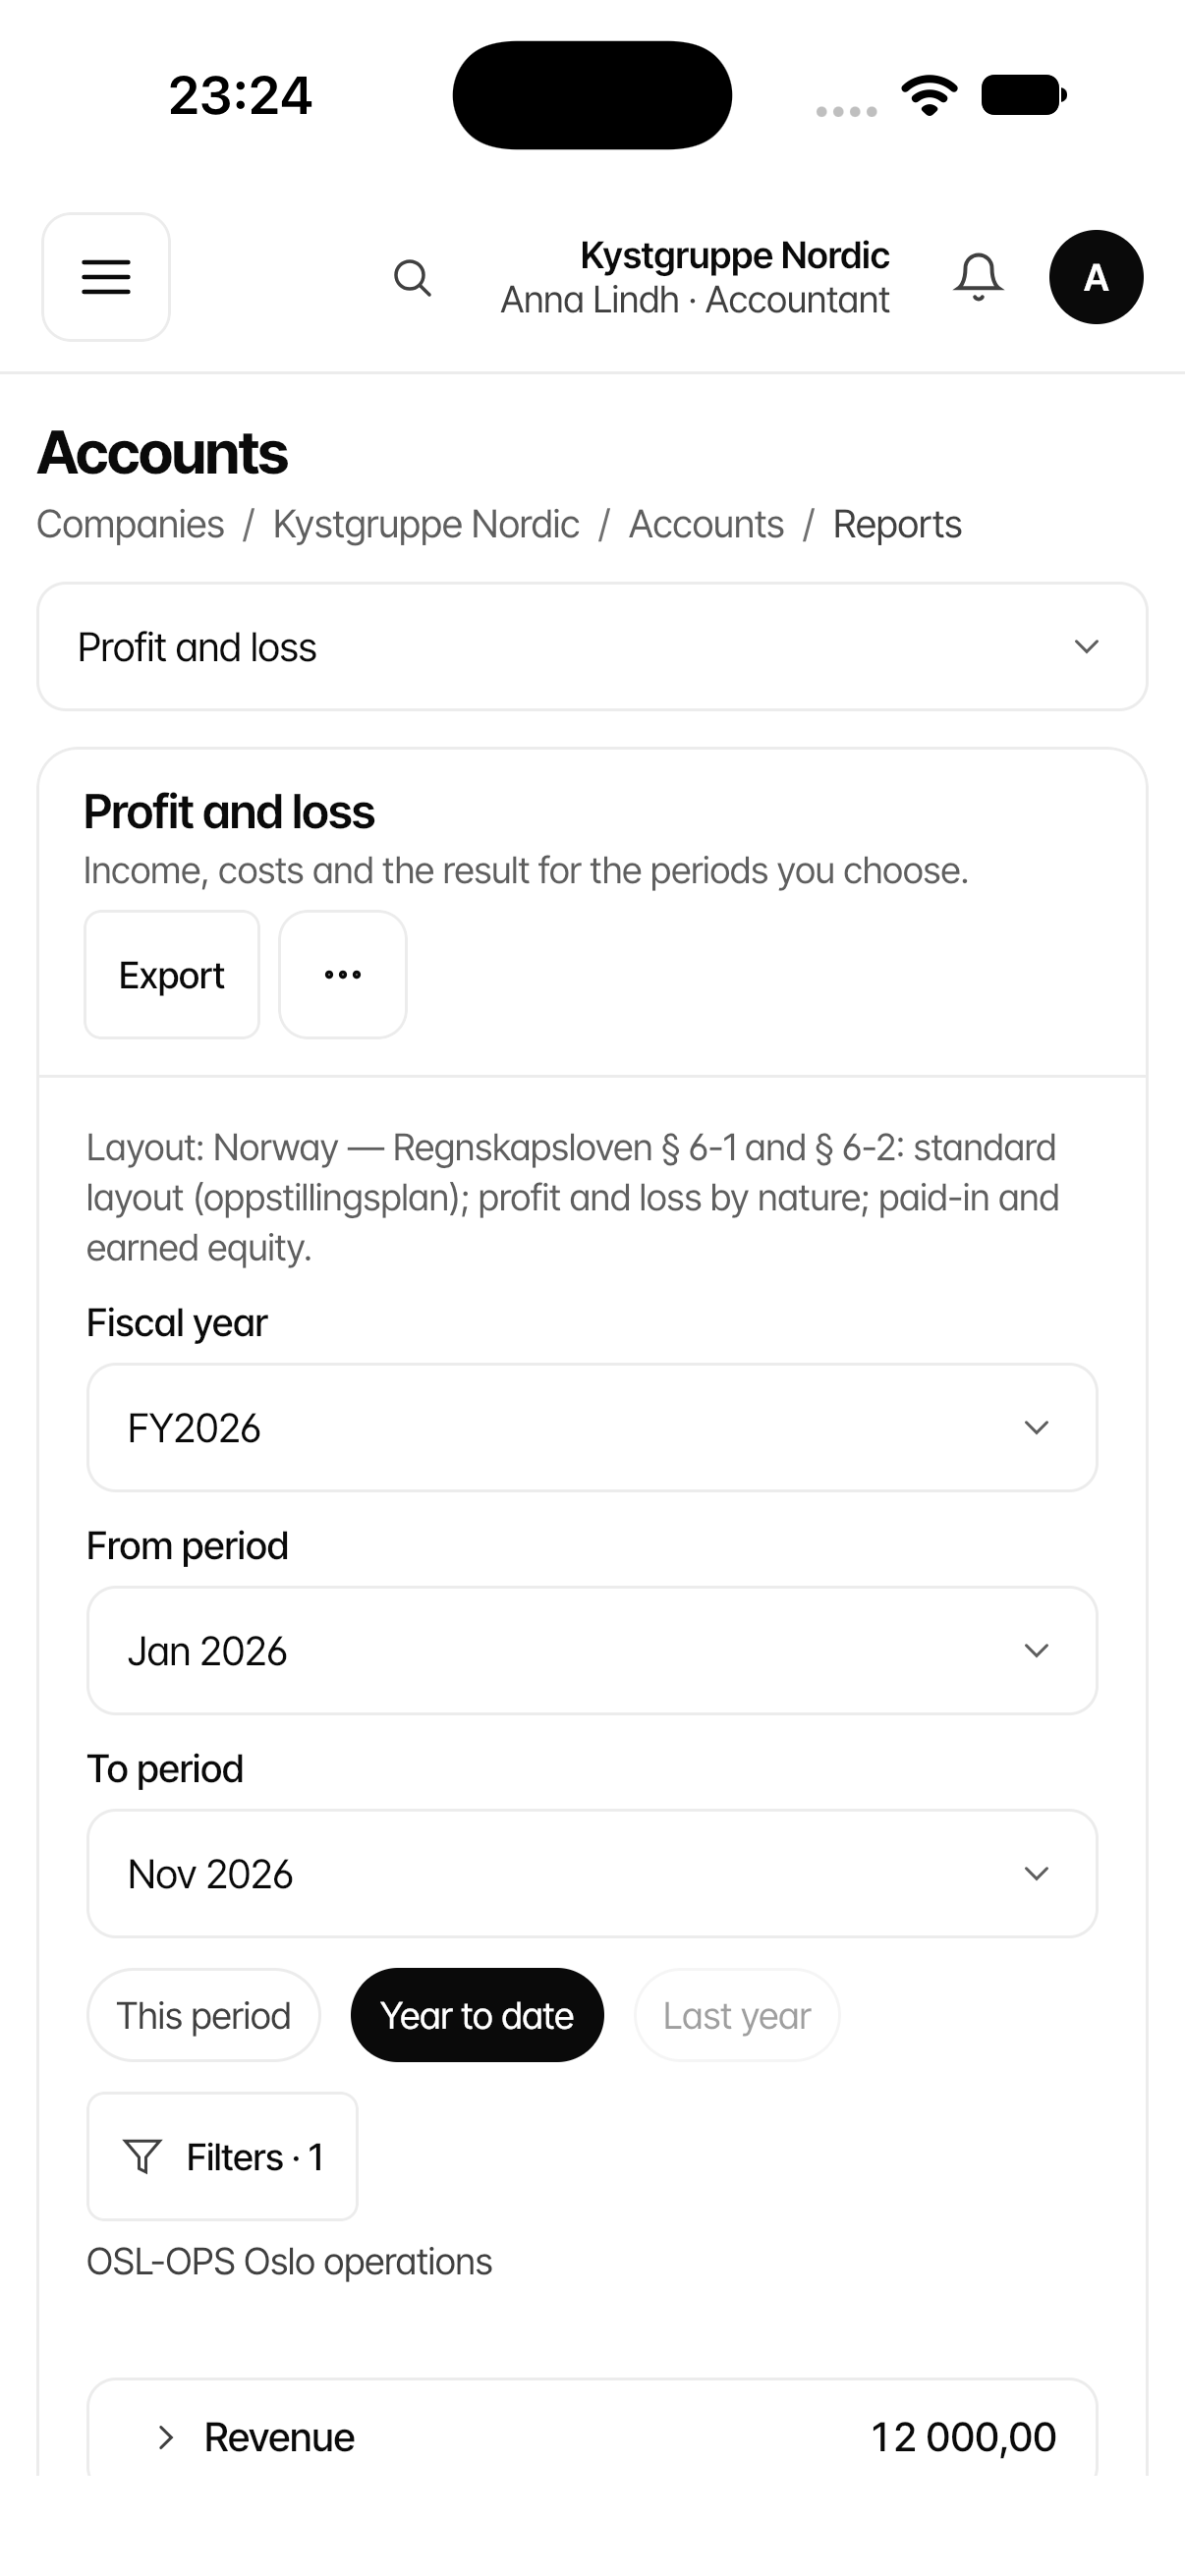 23:24
Kystgruppe Nordic
Anna Lindh · Accountant
A
Accounts
Companies / Kystgruppe Nordic / Accounts / Reports
Profit and loss
Profit and loss
Income, costs and the result for the periods you choose.
Export
Layout: Norway — Regnskapsloven § 6-1 and § 6-2: standard
layout (oppstillingsplan); profit and loss by nature; paid-in and
earned equity.
Fiscal year
FY2026
From period
Jan 2026
To period
Nov 2026
This period Year to date Last year
Filters · 1
OSL-OPS Oslo operations
Revenue 12 000,00